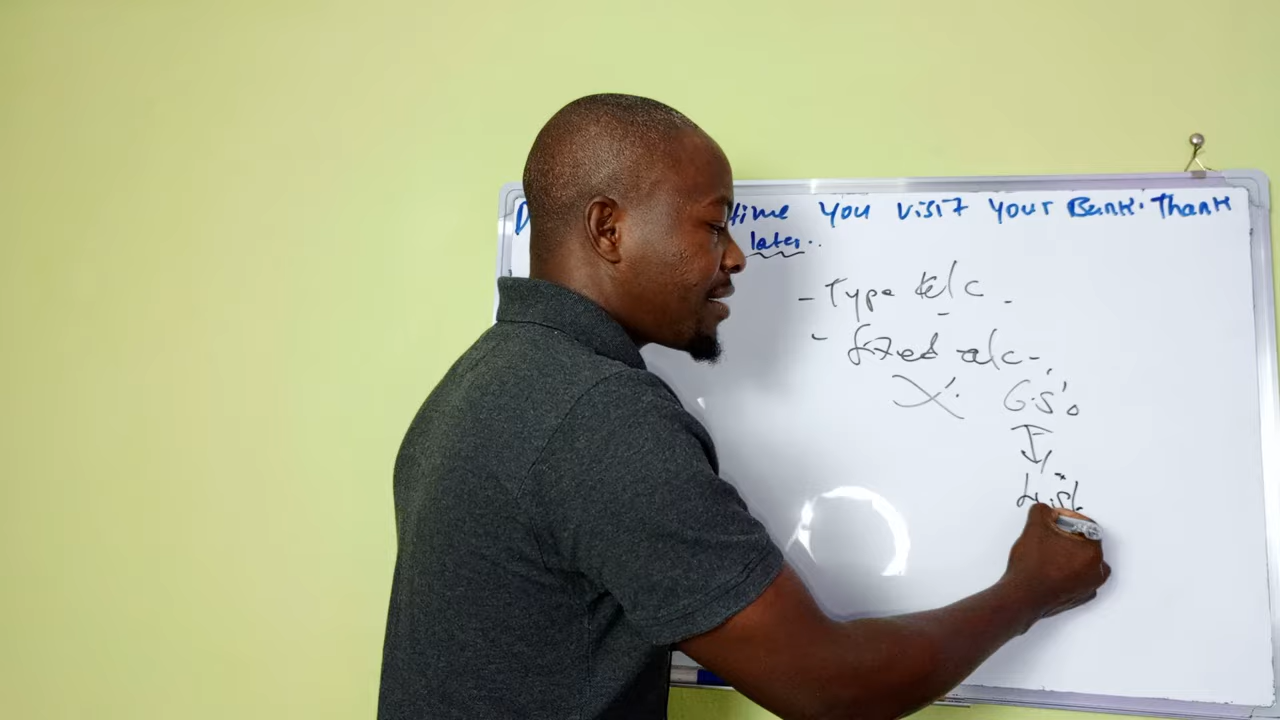 time you visit your Bank. Thank
later..
- Type a/c -
- fixed a/c -
X. G.S